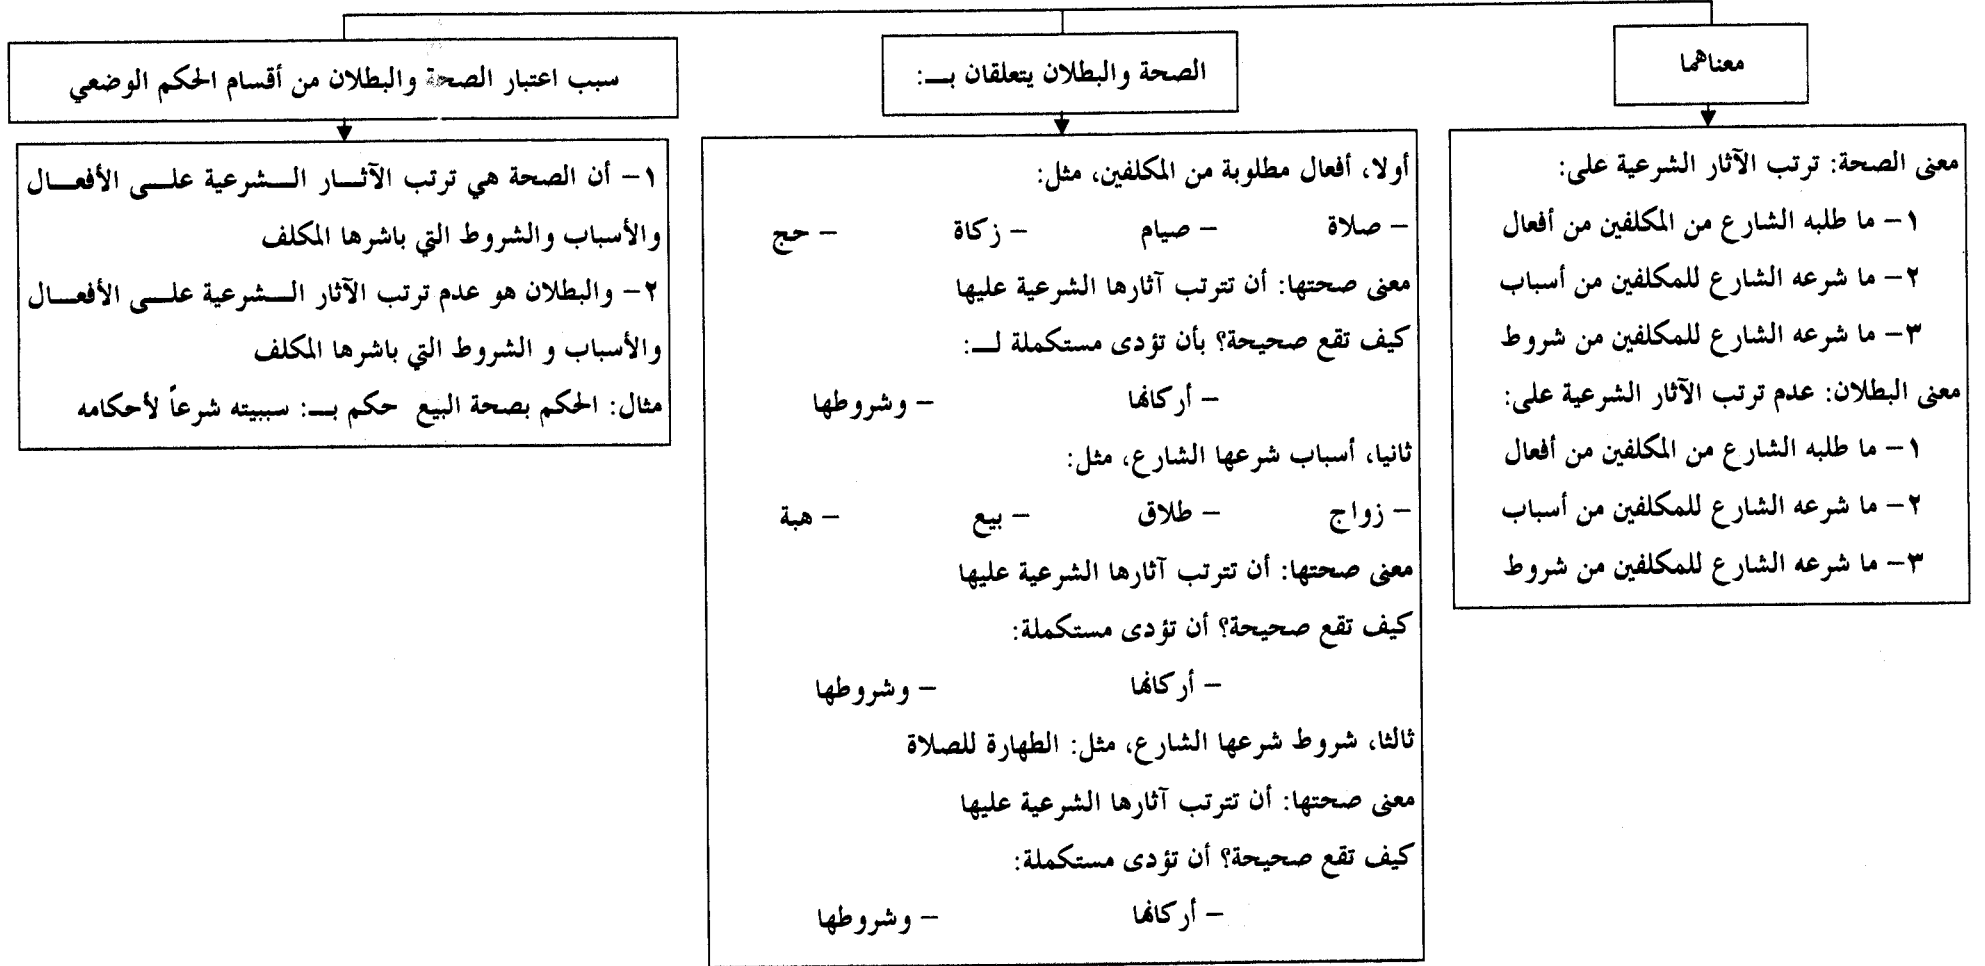 معناهما
معنى الصحة: ترتب الآثار الشرعية على:
١– ما طلبه الشارع من المكلفين من أفعال
٢– ما شرعه الشارع للمكلفين من أسباب
٣– ما شرعه الشارع للمكلفين من شروط
معنى البطلان: عدم ترتب الآثار الشرعية على:
١– ما طلبه الشارع من المكلفين من أفعال
٢– ما شرعه الشارع للمكلفين من أسباب
٣– ما شرعه الشارع للمكلفين من شروط
الصحة والبطلان يتعلقان بـــ:
أولا، أفعال مطلوبة من المكلفين، مثل:
– صلاة – صيام – زكاة – حج
معنى صحتها: أن تترتب آثارها الشرعية عليها
كيف تقع صحيحة؟ بأن تؤدى مستكملة لـــ:
– أركانها – وشروطها
ثانيا، أسباب شرعها الشارع، مثل:
– زواج – طلاق – بيع – هبة
معنى صحتها: أن تترتب آثارها الشرعية عليها
كيف تقع صحيحة؟ أن تؤدى مستكملة:
– أركانها – وشروطها
ثالثا، شروط شرعها الشارع، مثل: الطهارة للصلاة
معنى صحتها: أن تترتب آثارها الشرعية عليها
كيف تقع صحيحة؟ أن تؤدى مستكملة:
– أركانها – وشروطها
سبب اعتبار الصحة والبطلان من أقسام الحكم الوضعي
١– أن الصحة هي ترتب الآثـــار الـــشرعية علـــى الأفعـــال
والأسباب والشروط التي باشرها المكلف
٢– والبطلان هو عدم ترتب الآثار الـــشرعية علـــى الأفعـــال
والأسباب و الشروط التي باشرها المكلف
مثال: الحكم بصحة البيع حكم بـــ: سببيته شرعاً لأحكامه